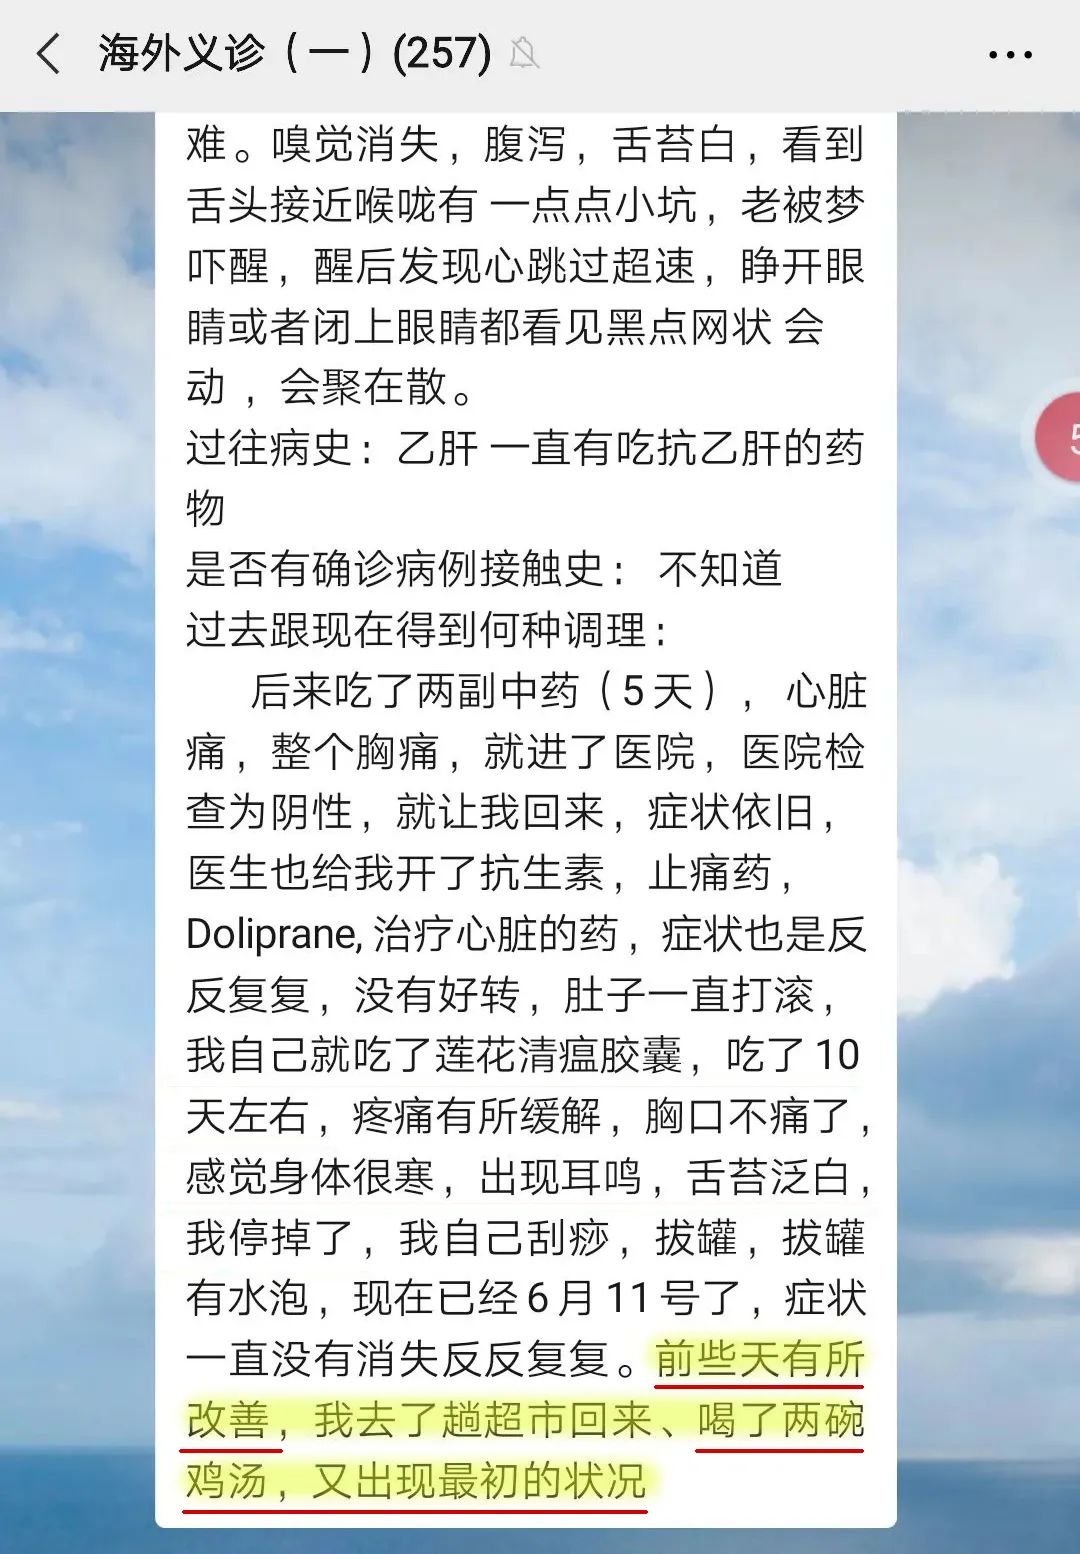 海外义诊（一）(257)
难。嗅觉消失，腹泻，舌苔白，看到
舌头接近喉咙有 一点点小坑，老被梦
吓醒，醒后发现心跳过超速，睁开眼
睛或者闭上眼睛都看见黑点网状 会
动 ，会聚在散。
过往病史：乙肝 一直有吃抗乙肝的药
物
是否有确诊病例接触史： 不知道
过去跟现在得到何种调理：
后来吃了两副中药（5天）， 心脏
痛，整个胸痛，就进了医院，医院检
查为阴性，就让我回来，症状依旧，
医生也给我开了抗生素，止痛药，
Doliprane, 治疗心脏的药，症状也是反
反复复，没有好转，肚子一直打滚，
我自己就吃了莲花清瘟胶囊，吃了10
天左右，疼痛有所缓解，胸口不痛了，
感觉身体很寒，出现耳鸣，舌苔泛白，
我停掉了，我自己刮痧，拔罐，拔罐
有水泡，现在已经6月11号了，症状
一直没有消失反反复复。前些天有所
改善，我去了趟超市回来、喝了两碗
鸡汤，又出现最初的状况